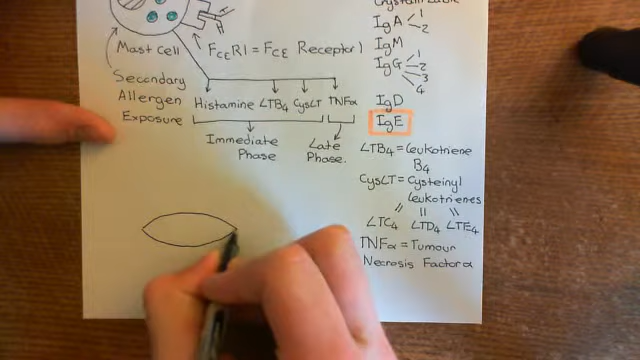 Mast Cell
FcεRI = Fcε Receptor 1
Secondary
Allergen
Exposure
Histamine LTB4 CysLT TNFα
Immediate
Phase
Late
Phase.
IgA 1
2
IgM
IgG 1
2
3
4
IgD
IgE
LTB4 = Leukotriene
B4
CysLT = Cysteinyl
Leukotrienes
LTC4 LTD4 LTE4
TNFα = Tumour
Necrosis Factor α